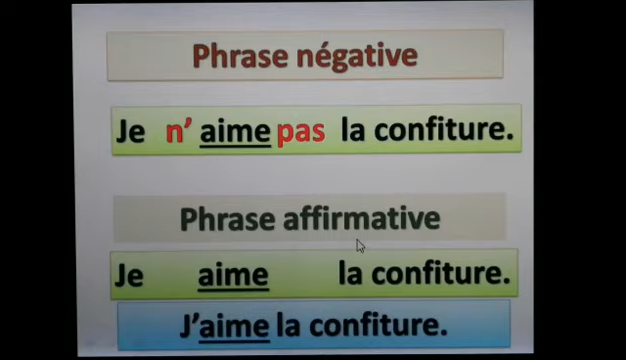 Phrase négative
Je n' aime pas la confiture.
Phrase affirmative
Je aime la confiture.
J'aime la confiture.